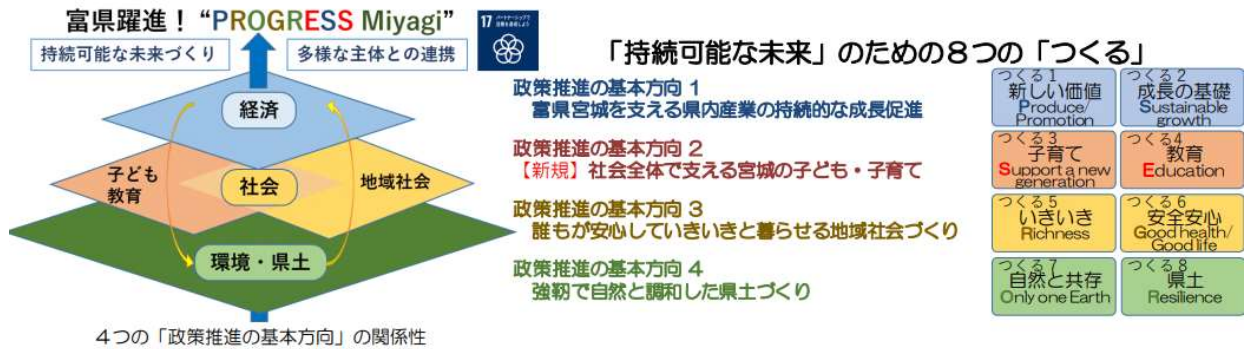 富県躍進！ “PROGRESS Miyagi”
持続可能な未来づくり
多様な主体との連携
17 パートナーシップで
目標を達成しよう
経済
子ども
教育
社会
地域社会
環境・県土
４つの「政策推進の基本方向」の関係性
「持続可能な未来」のための８つの「つくる」
政策推進の基本方向１
富県宮城を支える県内産業の持続的な成長促進
政策推進の基本方向２
【新規】社会全体で支える宮城の子ども・子育て
政策推進の基本方向３
誰もが安心していきいきと暮らせる地域社会づくり
政策推進の基本方向４
強靭で自然と調和した県土づくり
つくる１
新しい価値
Produce/
Promotion
つくる２
成長の基礎
Sustainable
growth
つくる３
子育て
Support a new
generation
つくる４
教育
Education
つくる５
いきいき
Richness
つくる６
安全安心
Good health/
Good life
つくる７
自然と共存
Only one Earth
つくる８
県土
Resilience